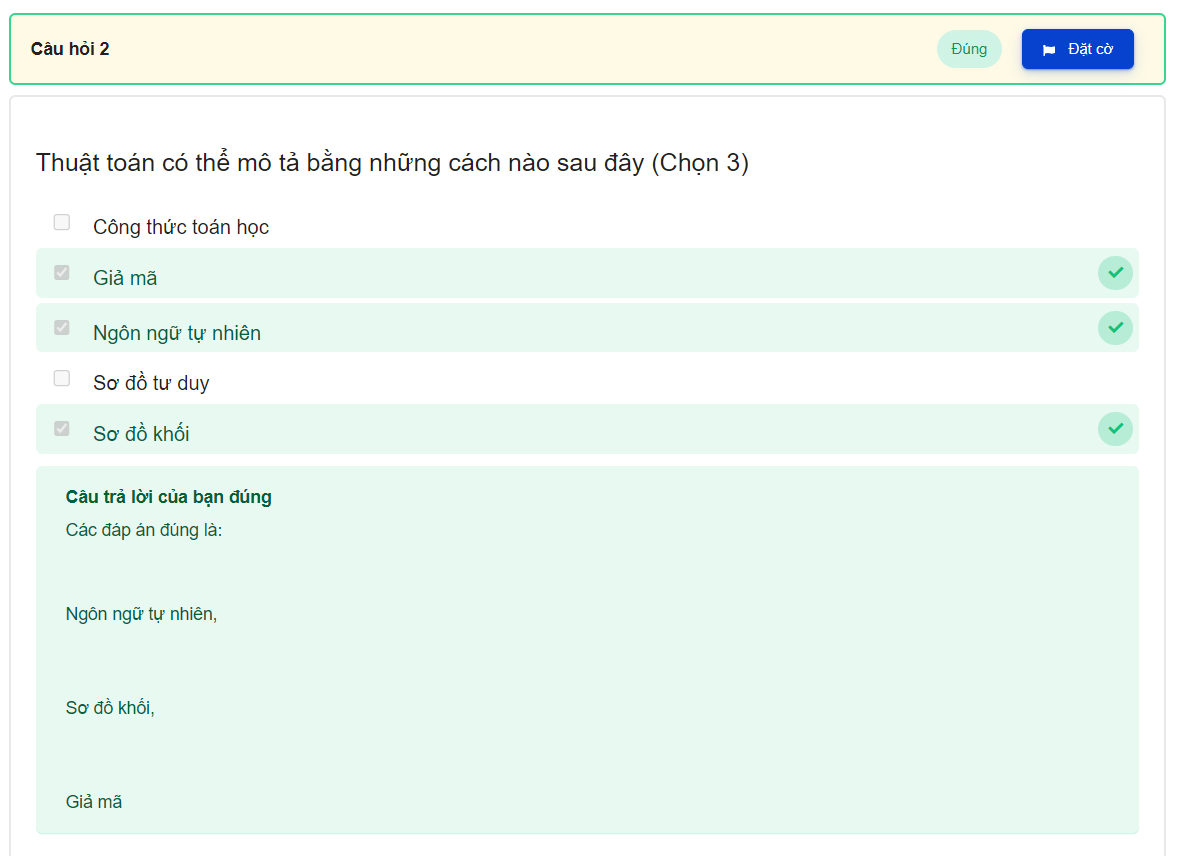 Câu hỏi 2
Đúng
Đặt cờ
Thuật toán có thể mô tả bằng những cách nào sau đây (Chọn 3)
Công thức toán học
Giả mã
Ngôn ngữ tự nhiên
Sơ đồ tư duy
Sơ đồ khối
Câu trả lời của bạn đúng
Các đáp án đúng là:
Ngôn ngữ tự nhiên,
Sơ đồ khối,
Giả mã